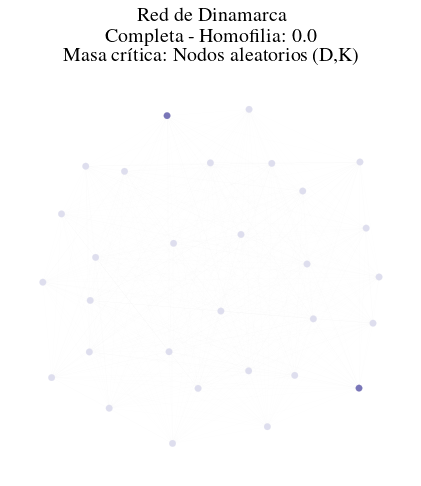 Red de Dinamarca
Completa - Homofilia: 0.0
Masa crítica: Nodos aleatorios (D,K)